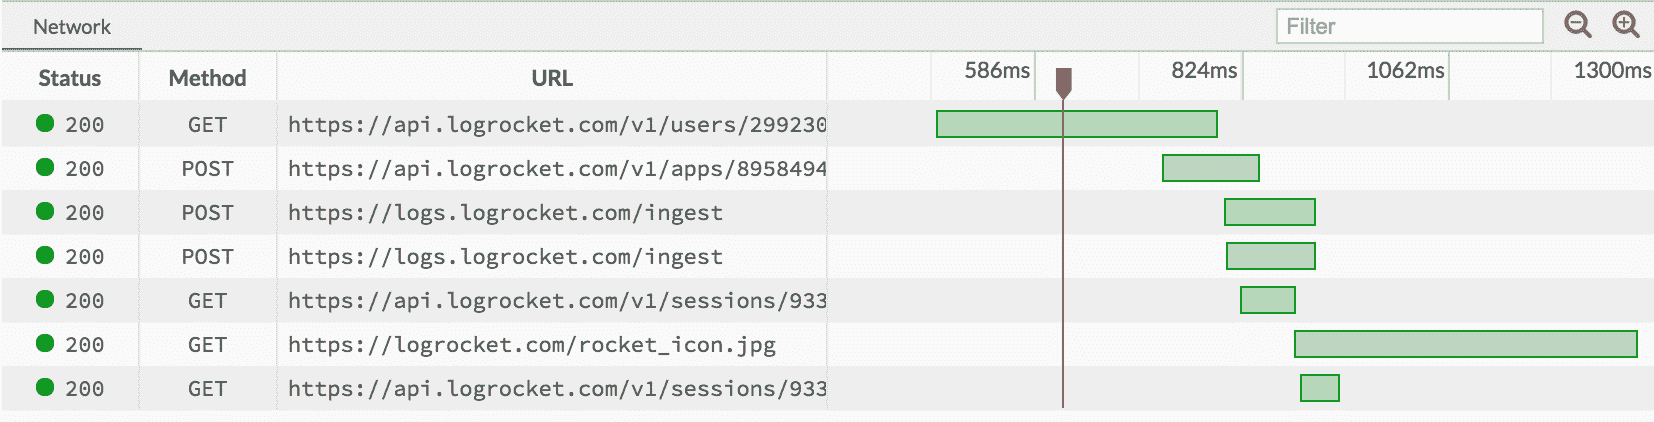 Network Filter
Status Method URL 586ms 824ms 1062ms 1300ms
200 GET https://api.logrocket.com/v1/users/299230
200 POST https://api.logrocket.com/v1/apps/8958494
200 POST https://logs.logrocket.com/ingest
200 POST https://logs.logrocket.com/ingest
200 GET https://api.logrocket.com/v1/sessions/933
200 GET https://logrocket.com/rocket_icon.jpg
200 GET https://api.logrocket.com/v1/sessions/933